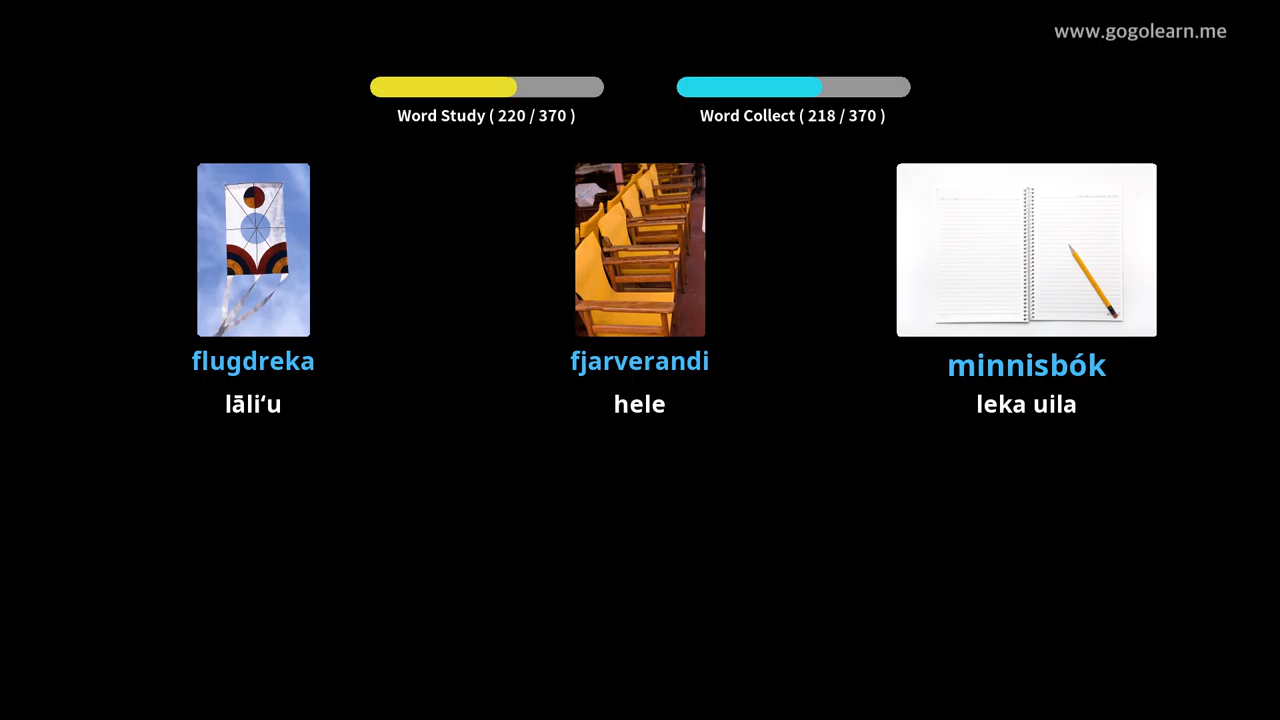 www.gogolearn.me
Word Study ( 220 / 370 )
Word Collect ( 218 / 370 )
flugdreka
fjarverandi
minnisbók
lāliʻu
hele
leka uila